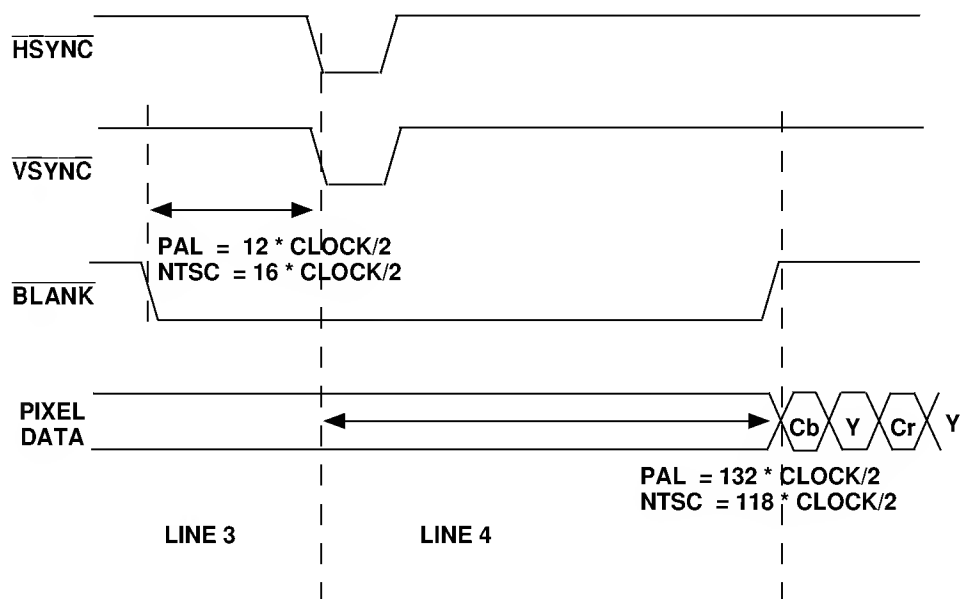 HSYNC
VSYNC
PAL = 12 * CLOCK/2
NTSC = 16 * CLOCK/2
BLANK
PIXEL
DATA
Cb Y Cr Y
PAL = 132 * CLOCK/2
NTSC = 118 * CLOCK/2
LINE 3 LINE 4